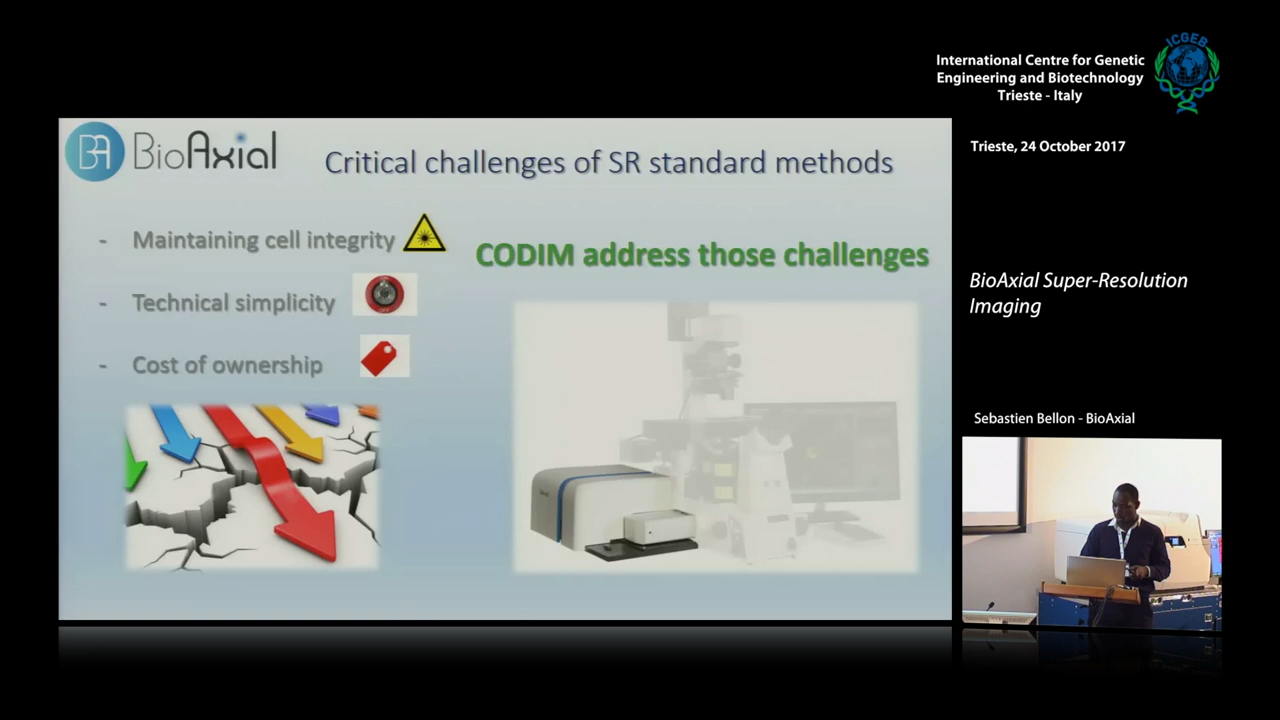 BA BioAxial
Critical challenges of SR standard methods
- Maintaining cell integrity
- Technical simplicity
- Cost of ownership
CODIM address those challenges
ICGEB
International Centre for Genetic
Engineering and Biotechnology
Trieste - Italy
Trieste, 24 October 2017
BioAxial Super-Resolution
Imaging
Sebastien Bellon - BioAxial